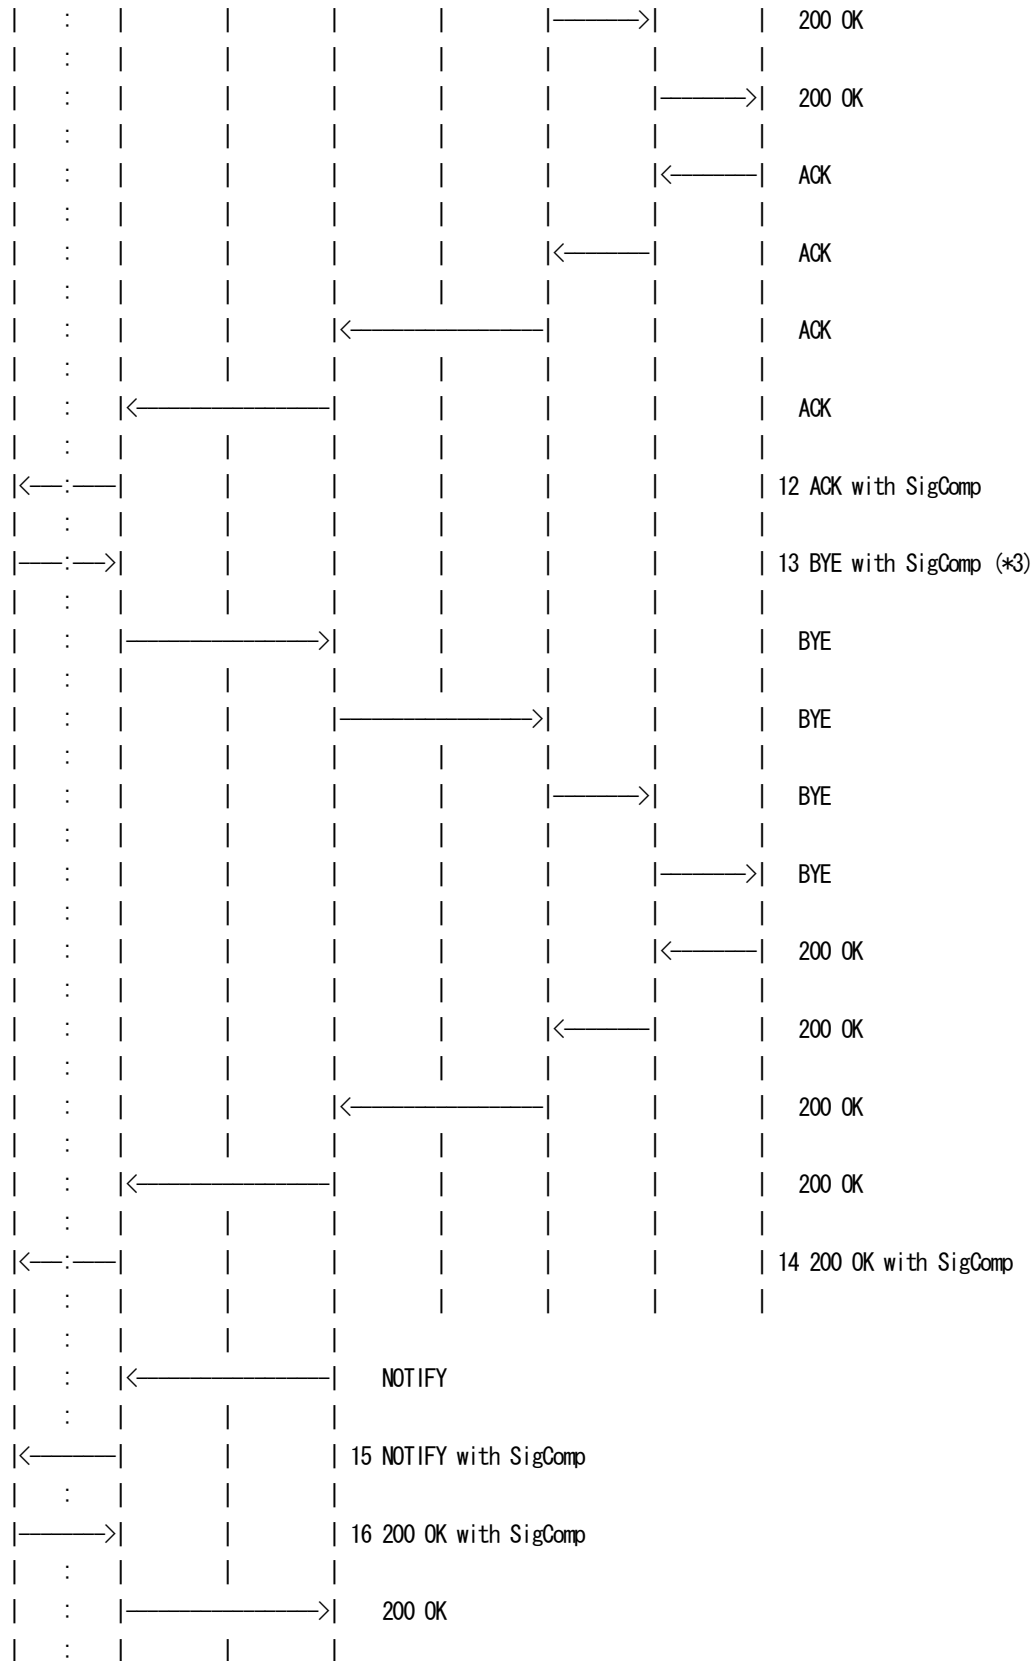 |    :    |         |         |         |         |-------->|         |   200 OK
|    :    |         |         |         |         |         |         |
|    :    |         |         |         |         |         |-------->|   200 OK
|    :    |         |         |         |         |         |         |
|    :    |         |         |         |         |         |<--------|   ACK
|    :    |         |         |         |         |         |         |
|    :    |         |         |         |         |<--------|         |   ACK
|    :    |         |         |         |         |         |         |
|    :    |         |         |<------------------|         |         |   ACK
|    :    |         |         |         |         |         |         |
|    :    |<------------------|         |         |         |         |   ACK
|    :    |         |         |         |         |         |         |
|<---:----|         |         |         |         |         |         | 12 ACK with SigComp
|    :    |         |         |         |         |         |         |
|----:--->|         |         |         |         |         |         | 13 BYE with SigComp (*3)
|    :    |         |         |         |         |         |         |
|    :    |------------------>|         |         |         |         |   BYE
|    :    |         |         |         |         |         |         |
|    :    |         |         |------------------>|         |         |   BYE
|    :    |         |         |         |         |         |         |
|    :    |         |         |         |         |-------->|         |   BYE
|    :    |         |         |         |         |         |         |
|    :    |         |         |         |         |         |-------->|   BYE
|    :    |         |         |         |         |         |         |
|    :    |         |         |         |         |         |<--------|   200 OK
|    :    |         |         |         |         |         |         |
|    :    |         |         |         |         |<--------|         |   200 OK
|    :    |         |         |         |         |         |         |
|    :    |         |         |<------------------|         |         |   200 OK
|    :    |         |         |         |         |         |         |
|    :    |<------------------|         |         |         |         |   200 OK
|    :    |         |         |         |         |         |         |
|<---:----|         |         |         |         |         |         | 14 200 OK with SigComp
|    :    |         |         |         |         |         |         |
|    :    |         |         |
|    :    |<------------------|    NOTIFY
|    :    |         |         |
|<--------|         |         | 15 NOTIFY with SigComp
|    :    |         |         |
|-------->|         |         | 16 200 OK with SigComp
|    :    |         |         |
|    :    |------------------>|    200 OK
|    :    |         |         |